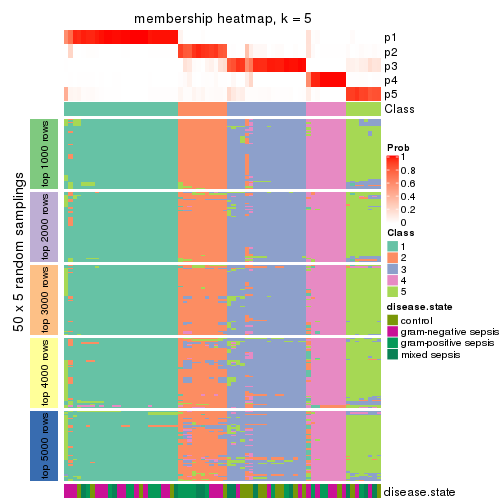 membership heatmap, k = 5
p1
p2
p3
p4
p5
Class
50 x 5 random samplings
top 1000 rows
top 2000 rows
top 3000 rows
top 4000 rows
top 5000 rows
disease.state
Prob
1
0.8
0.6
0.4
0.2
0
Class
1
2
3
4
5
disease.state
control
gram-negative sepsis
gram-positive sepsis
mixed sepsis